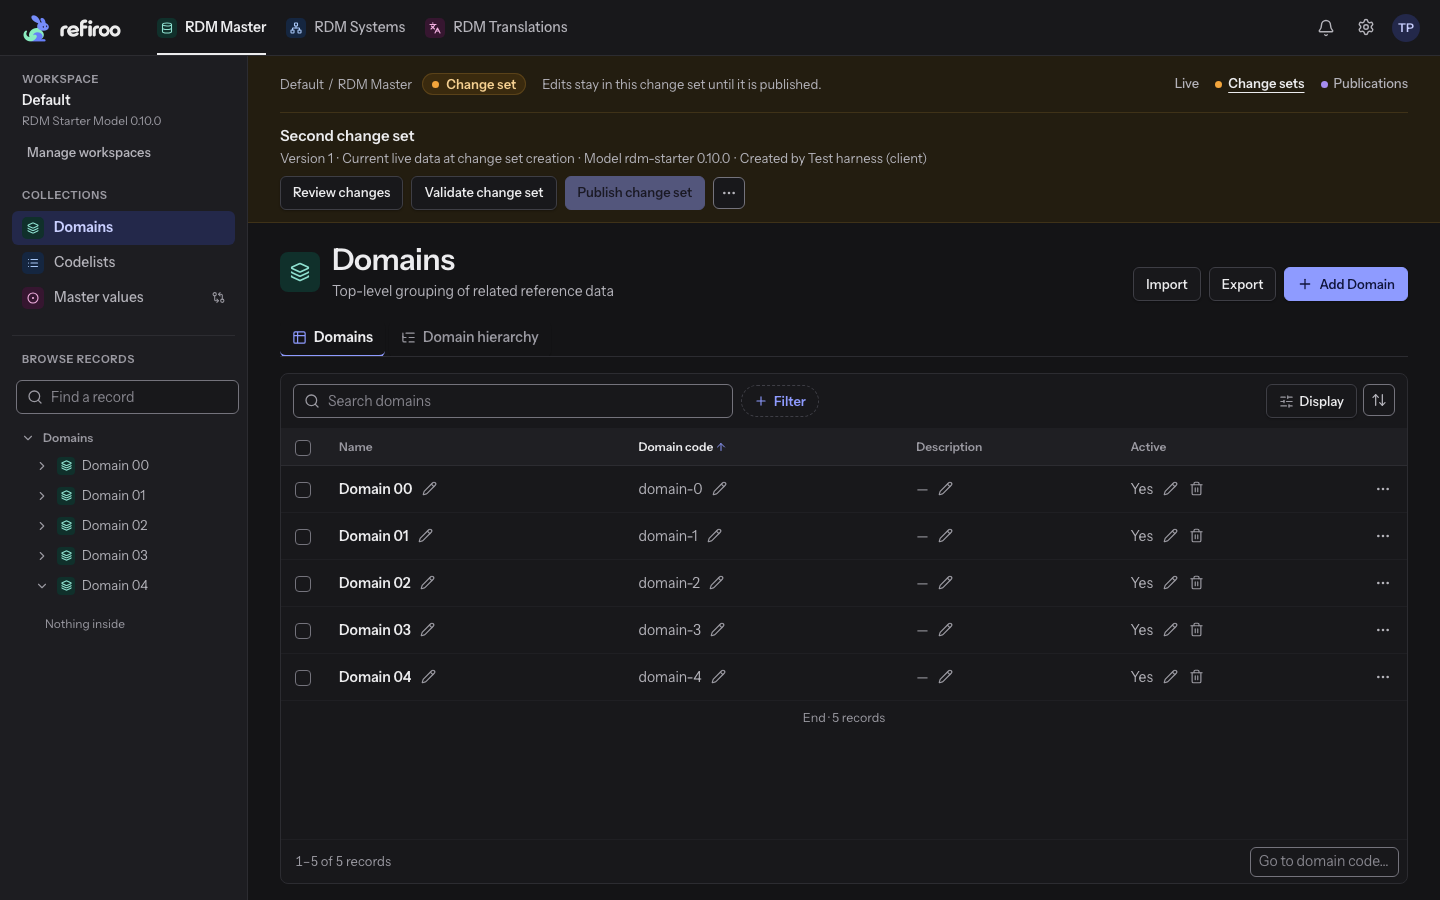 refiroo
RDM Master
RDM Systems
RDM Translations
TP
WORKSPACE
Default
RDM Starter Model 0.10.0
Manage workspaces
COLLECTIONS
Domains
Codelists
Master values
BROWSE RECORDS
Find a record
Domains
Domain 00
Domain 01
Domain 02
Domain 03
Domain 04
Nothing inside
Default / RDM Master
Change set
Edits stay in this change set until it is published.
Live
Change sets
Publications
Second change set
Version 1 · Current live data at change set creation · Model rdm-starter 0.10.0 · Created by Test harness (client)
Review changes
Validate change set
Publish change set
Domains
Top-level grouping of related reference data
Import
Export
Add Domain
Domains
Domain hierarchy
Search domains
Filter
Display
Name Domain code Description Active
Domain 00 domain-0 — Yes
Domain 01 domain-1 — Yes
Domain 02 domain-2 — Yes
Domain 03 domain-3 — Yes
Domain 04 domain-4 — Yes
End · 5 records
1–5 of 5 records
Go to domain code...